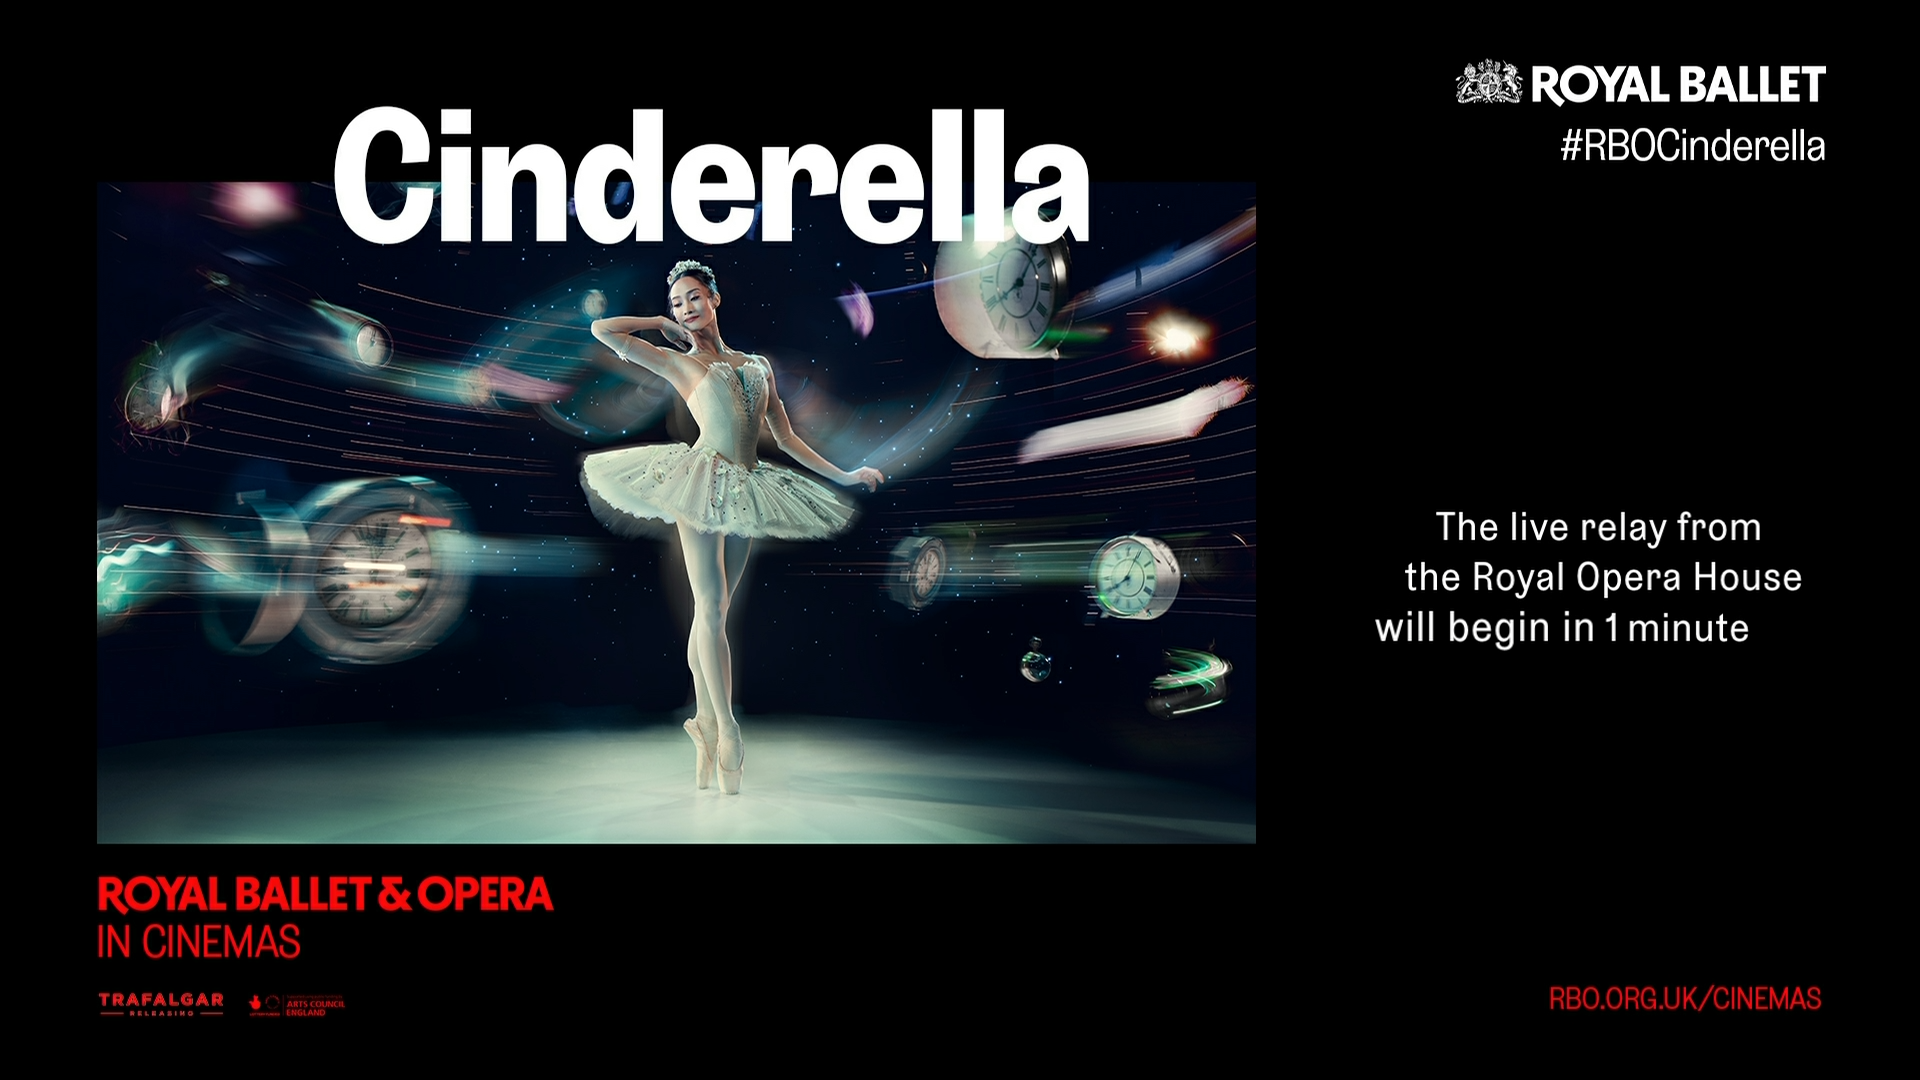 Cinderella
ROYAL BALLET
#RBOCinderella
The live relay from
the Royal Opera House
will begin in 1 minute
ROYAL BALLET & OPERA
IN CINEMAS
TRAFALGAR
RELEASING
ARTS COUNCIL
ENGLAND
RBO.ORG.UK/CINEMAS